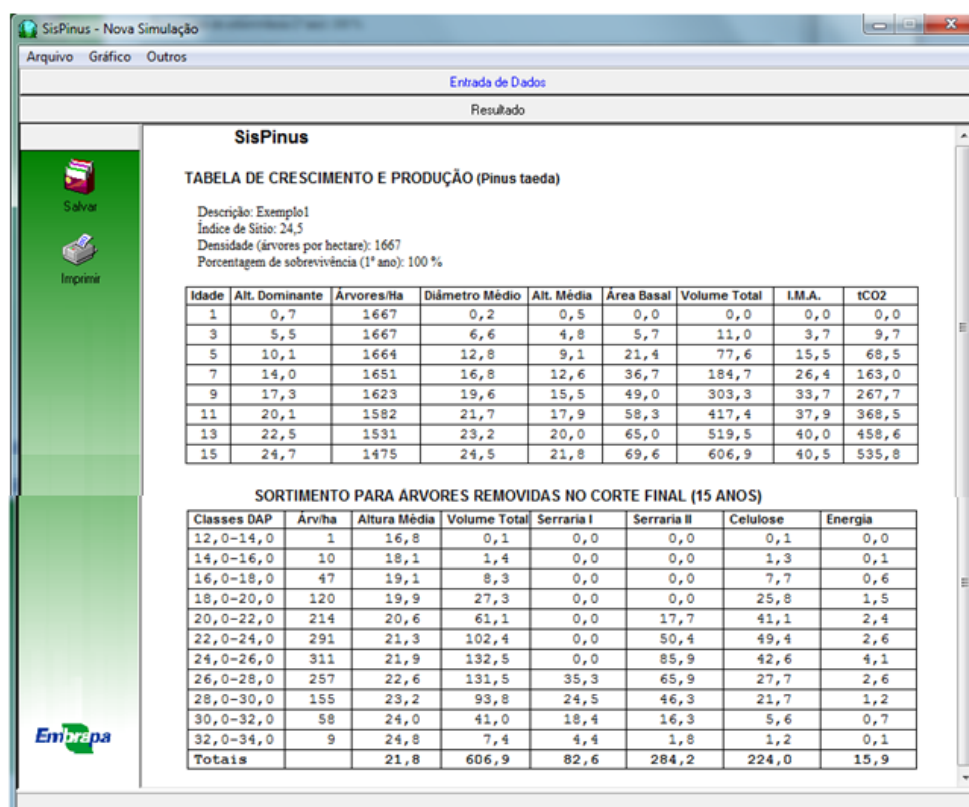 SisPinus - Nova Simulação
Arquivo Gráfico Outros
Entrada de Dados
Resultado
Salvar
Imprimir
SisPinus
TABELA DE CRESCIMENTO E PRODUÇÃO (Pinus taeda)
Descrição: Exemplo1
Índice de Sitio: 24,5
Densidade (árvores por hectare): 1667
Porcentagem de sobrevivência (1º ano): 100 %
Idade Alt. Dominante Árvores/Ha Diâmetro Médio Alt. Média Área Basal Volume Total I.M.A. tCO2
1 0,7 1667 0,2 0,5 0,0 0,0 0,0 0,0
3 5,5 1667 6,6 4,8 5,7 11,0 3,7 9,7
5 10,1 1664 12,8 9,1 21,4 77,6 15,5 68,5
7 14,0 1651 16,8 12,6 36,7 184,7 26,4 163,0
9 17,3 1623 19,6 15,5 49,0 303,3 33,7 267,7
11 20,1 1582 21,7 17,9 58,3 417,4 37,9 368,5
13 22,5 1531 23,2 20,0 65,0 519,5 40,0 458,6
15 24,7 1475 24,5 21,8 69,6 606,9 40,5 535,8
SORTIMENTO PARA ÁRVORES REMOVIDAS NO CORTE FINAL (15 ANOS)
Classes DAP Árv/ha Altura Média Volume Total Serraria I Serraria II Celulose Energia
12,0-14,0 1 16,8 0,1 0,0 0,0 0,1 0,0
14,0-16,0 10 18,1 1,4 0,0 0,0 1,3 0,1
16,0-18,0 47 19,1 8,3 0,0 0,0 7,7 0,6
18,0-20,0 120 19,9 27,3 0,0 0,0 25,8 1,5
20,0-22,0 214 20,6 61,1 0,0 17,7 41,1 2,4
22,0-24,0 291 21,3 102,4 0,0 50,4 49,4 2,6
24,0-26,0 311 21,9 132,5 0,0 85,9 42,6 4,1
26,0-28,0 257 22,6 131,5 35,3 65,9 27,7 2,6
28,0-30,0 155 23,2 93,8 24,5 46,3 21,7 1,2
30,0-32,0 58 24,0 41,0 18,4 16,3 5,6 0,7
32,0-34,0 9 24,8 7,4 4,4 1,8 1,2 0,1
Totais 21,8 606,9 82,6 284,2 224,0 15,9
Embrapa